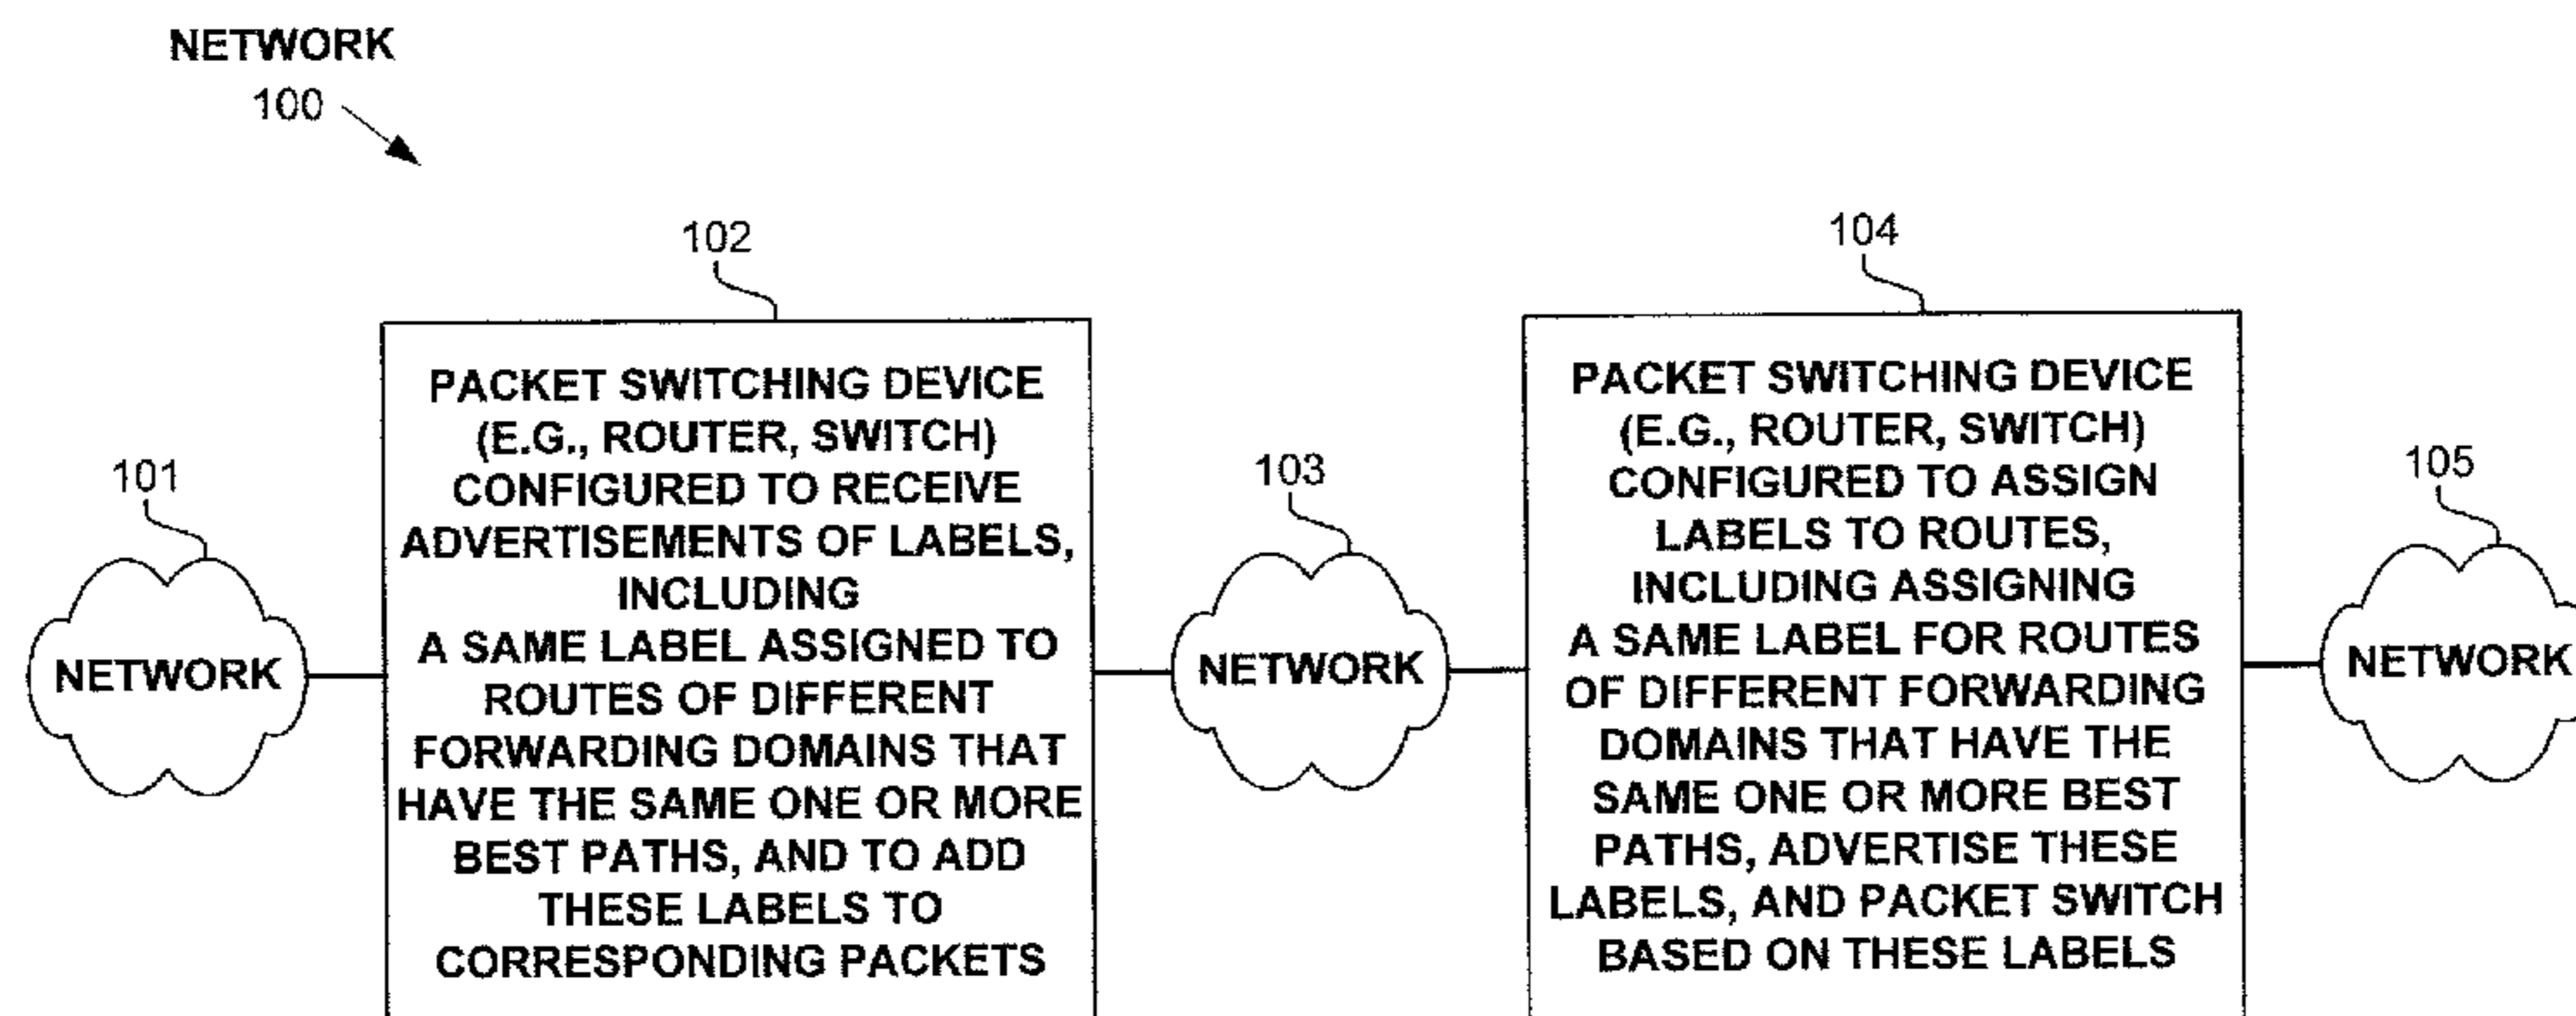 NETWORK
100
102
104
101
103
105
PACKET SWITCHING DEVICE
(E.G., ROUTER, SWITCH)
CONFIGURED TO RECEIVE
ADVERTISEMENTS OF LABELS,
INCLUDING
A SAME LABEL ASSIGNED TO
ROUTES OF DIFFERENT
FORWARDING DOMAINS THAT
HAVE THE SAME ONE OR MORE
BEST PATHS, AND TO ADD
THESE LABELS TO
CORRESPONDING PACKETS
PACKET SWITCHING DEVICE
(E.G., ROUTER, SWITCH)
CONFIGURED TO ASSIGN
LABELS TO ROUTES,
INCLUDING ASSIGNING
A SAME LABEL FOR ROUTES
OF DIFFERENT FORWARDING
DOMAINS THAT HAVE THE
SAME ONE OR MORE BEST
PATHS, ADVERTISE THESE
LABELS, AND PACKET SWITCH
BASED ON THESE LABELS
NETWORK
NETWORK
NETWORK